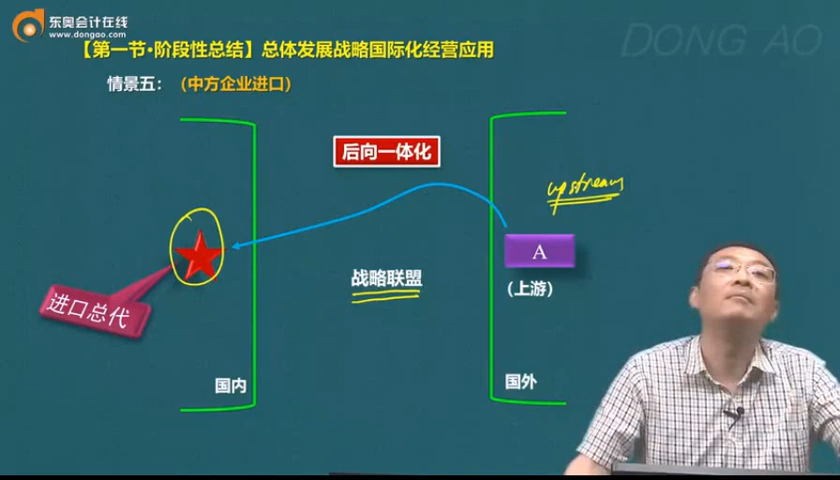 东奥会计在线
www.dongao.com
DONG AO
【第一节·阶段性总结】总体发展战略国际化经营应用
情景五：（中方企业进口）
后向一体化
upstream
A
（上游）
战略联盟
进口总代
国内
国外